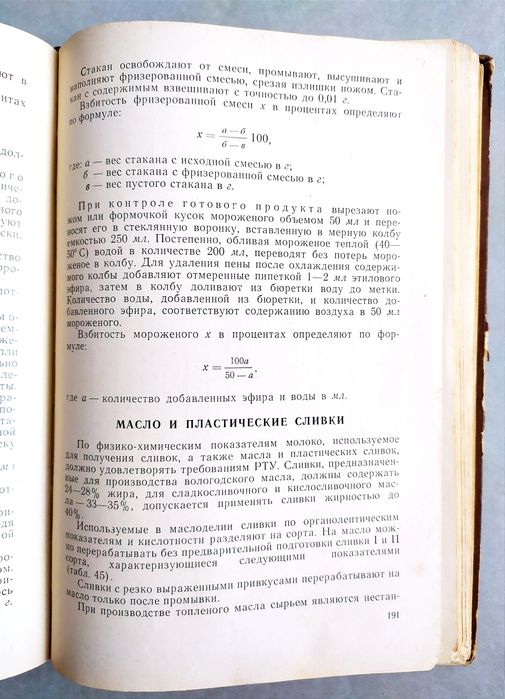 Стакан освобождают от смеси, промывают, высушивают и
наполняют фризерованной смесью, срезая излишки ножом. Ста-
кан с содержимым взвешивают с точностью до 0,01 г.
Взбитость фризерованной смеси х в процентах определяют
по формуле:
x = (а — б) / (б — в) 100,
где: а — вес стакана с исходной смесью в г;
б — вес стакана с фризерованной смесью в г;
в — вес пустого стакана в г.
При контроле готового продукта вырезают но-
жом или формочкой кусок мороженого объемом 50 мл и пере-
носят его в стеклянную воронку, вставленную в мерную колбу
емкостью 250 мл. Постепенно, обливая мороженое теплой (40—
50°С) водой в количестве 200 мл, переводят без потерь моро-
женое в колбу. Для удаления пены после охлаждения содержи-
мого колбы добавляют отмеренные пипеткой 1—2 мл этилового
эфира, затем в колбу доливают из бюретки воду до метки.
Количество воды, добавленной из бюретки, и количество до-
бавленного эфира, соответствуют содержанию воздуха в 50 мл
мороженого.
Взбитость мороженого х в процентах определяют по фор-
муле:
x = 100а / (50 — а),
где а — количество добавленных эфира и воды в мл.
МАСЛО И ПЛАСТИЧЕСКИЕ СЛИВКИ
По физико-химическим показателям молоко, используемое
для получения сливок, а также масла и пластических сливок,
должно удовлетворять требованиям РТУ. Сливки, предназначен-
ные для производства вологодского масла, должны содержать
24—28% жира, для сладкосливочного и кислосливочного мас-
ла — 33—35%, допускается применять сливки жирностью до
40%.
Используемые в маслоделии сливки по органолептическим
показателям и кислотности разделяют на сорта. На масло мож-
но перерабатывать без предварительной подготовки сливки I и II
сорта, характеризующиеся следующими показателями
(табл. 45).
Сливки с резко выраженными привкусами перерабатывают на
масло только после промывки.
При производстве топленого масла сырьем являются нестан-
191